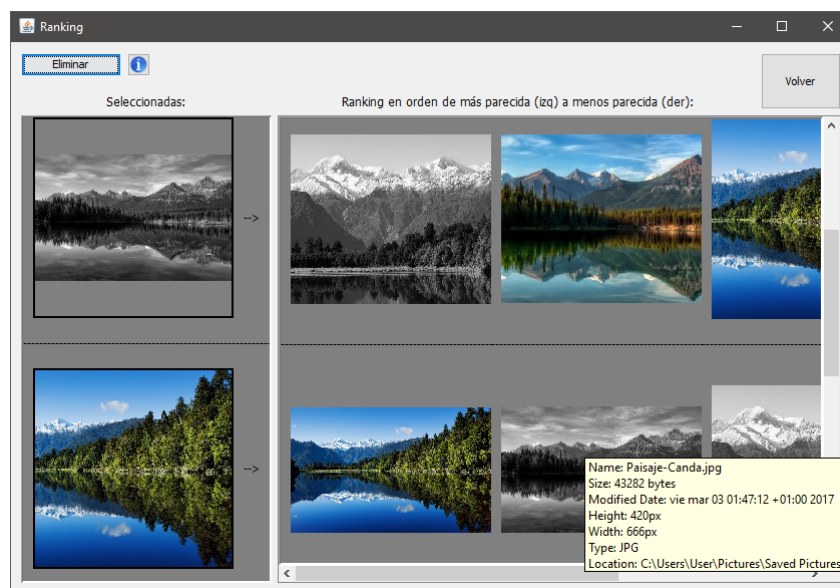 Ranking
Eliminar
Volver
Seleccionadas:
Ranking en orden de más parecida (izq) a menos parecida (der):
-->
-->
Name: Paisaje-Canda.jpg
Size: 43282 bytes
Modified Date: vie mar 03 01:47:12 +01:00 2017
Height: 420px
Width: 666px
Type: JPG
Location: C:\Users\User\Pictures\Saved Pictures